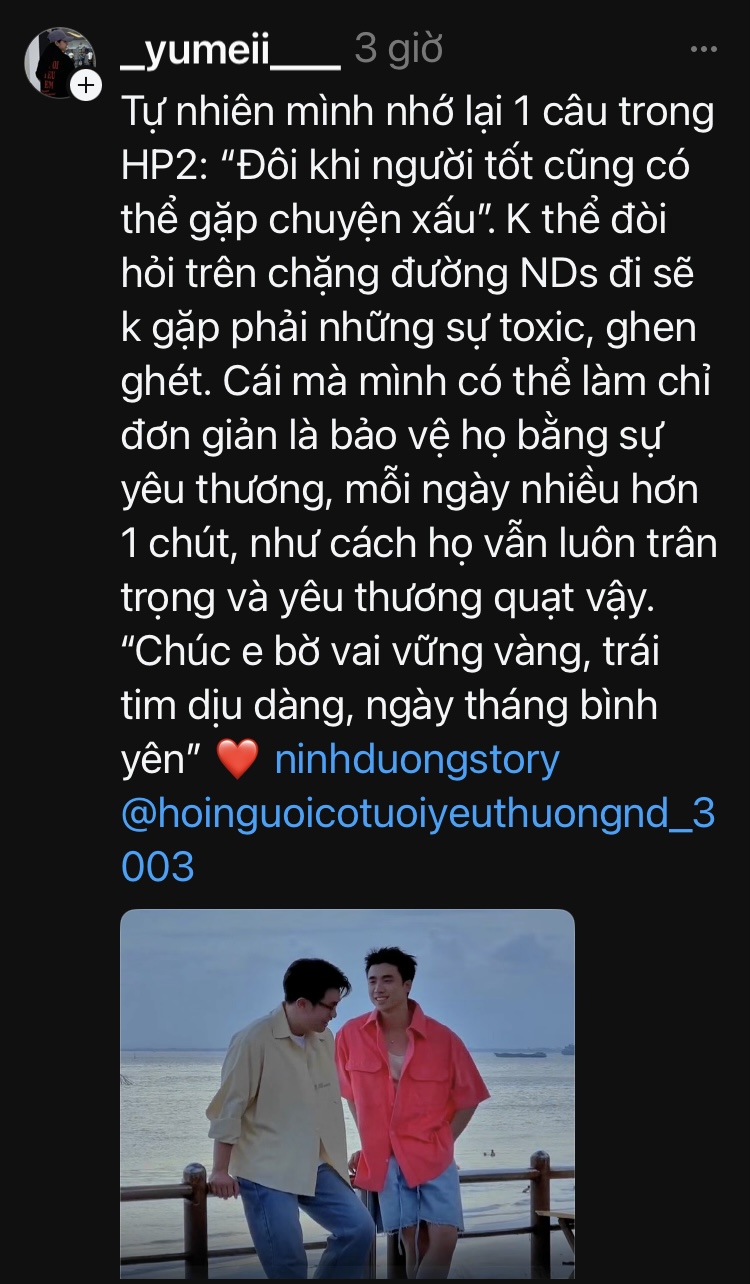 _yumeii____ 3 giờ
Tự nhiên mình nhớ lại 1 câu trong
HP2: “Đôi khi người tốt cũng có
thể gặp chuyện xấu”. K thể đòi
hỏi trên chặng đường NDs đi sẽ
k gặp phải những sự toxic, ghen
ghét. Cái mà mình có thể làm chỉ
đơn giản là bảo vệ họ bằng sự
yêu thương, mỗi ngày nhiều hơn
1 chút, như cách họ vẫn luôn trân
trọng và yêu thương quạt vậy.
“Chúc e bờ vai vững vàng, trái
tim dịu dàng, ngày tháng bình
yên” ❤️ ninhduongstory
@hoinguoicotuoiyeuthuongnd_3
003